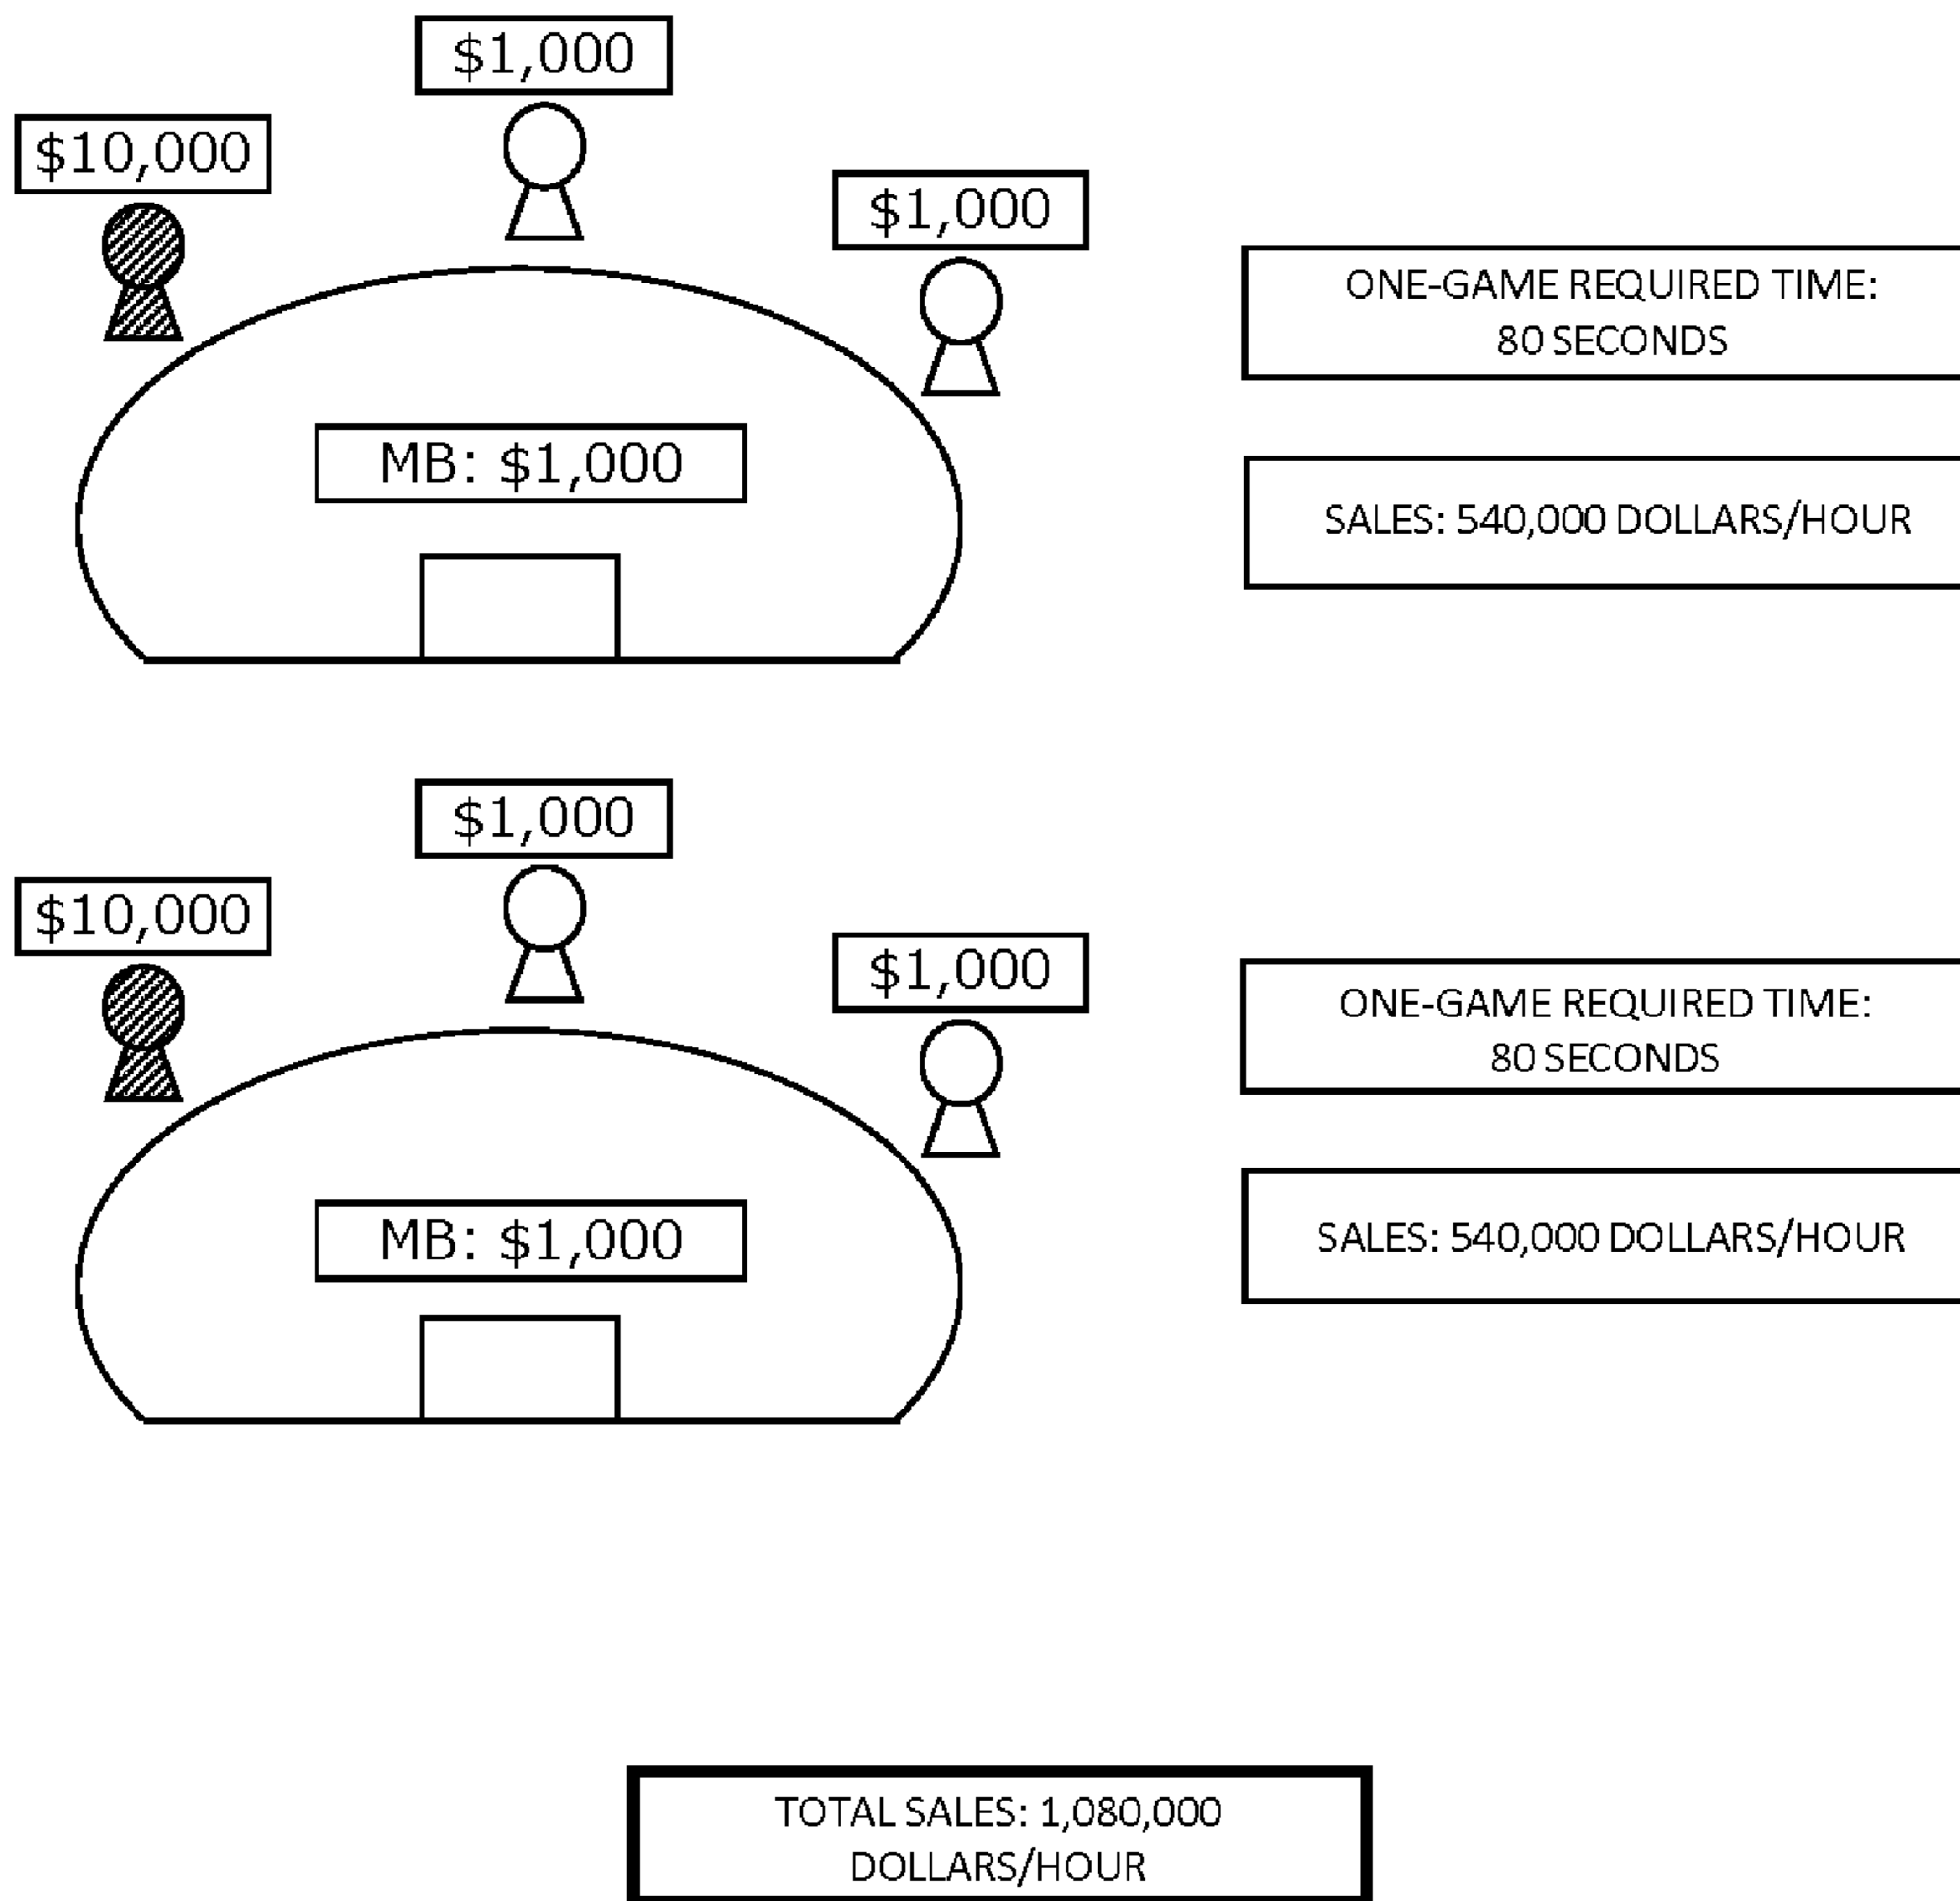 $1,000
$10,000
$1,000
MB: $1,000
ONE-GAME REQUIRED TIME:
80 SECONDS
SALES: 540,000 DOLLARS/HOUR
$1,000
$10,000
$1,000
MB: $1,000
ONE-GAME REQUIRED TIME:
80 SECONDS
SALES: 540,000 DOLLARS/HOUR
TOTAL SALES: 1,080,000
DOLLARS/HOUR